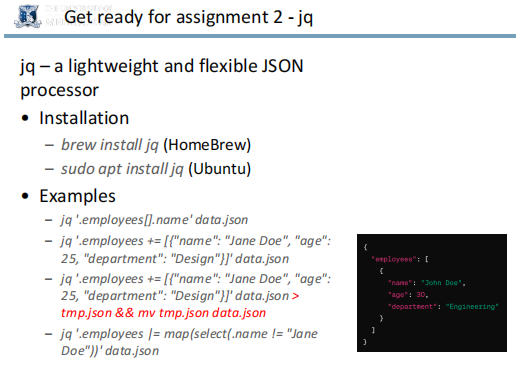 Get ready for assignment 2 - jq
jq – a lightweight and flexible JSON
processor
• Installation
– brew install jq (HomeBrew)
– sudo apt install jq (Ubuntu)
• Examples
– jq '.employees[].name' data.json
– jq '.employees += [{"name": "Jane Doe", "age":
25, "department": "Design"}]' data.json
– jq '.employees += [{"name": "Jane Doe", "age":
25, "department": "Design"}]' data.json >
tmp.json && mv tmp.json data.json
– jq '.employees |= map(select(.name != "Jane
Doe"))' data.json
{
"employees": [
{
"name": "John Doe",
"age": 30,
"department": "Engineering"
}
]
}